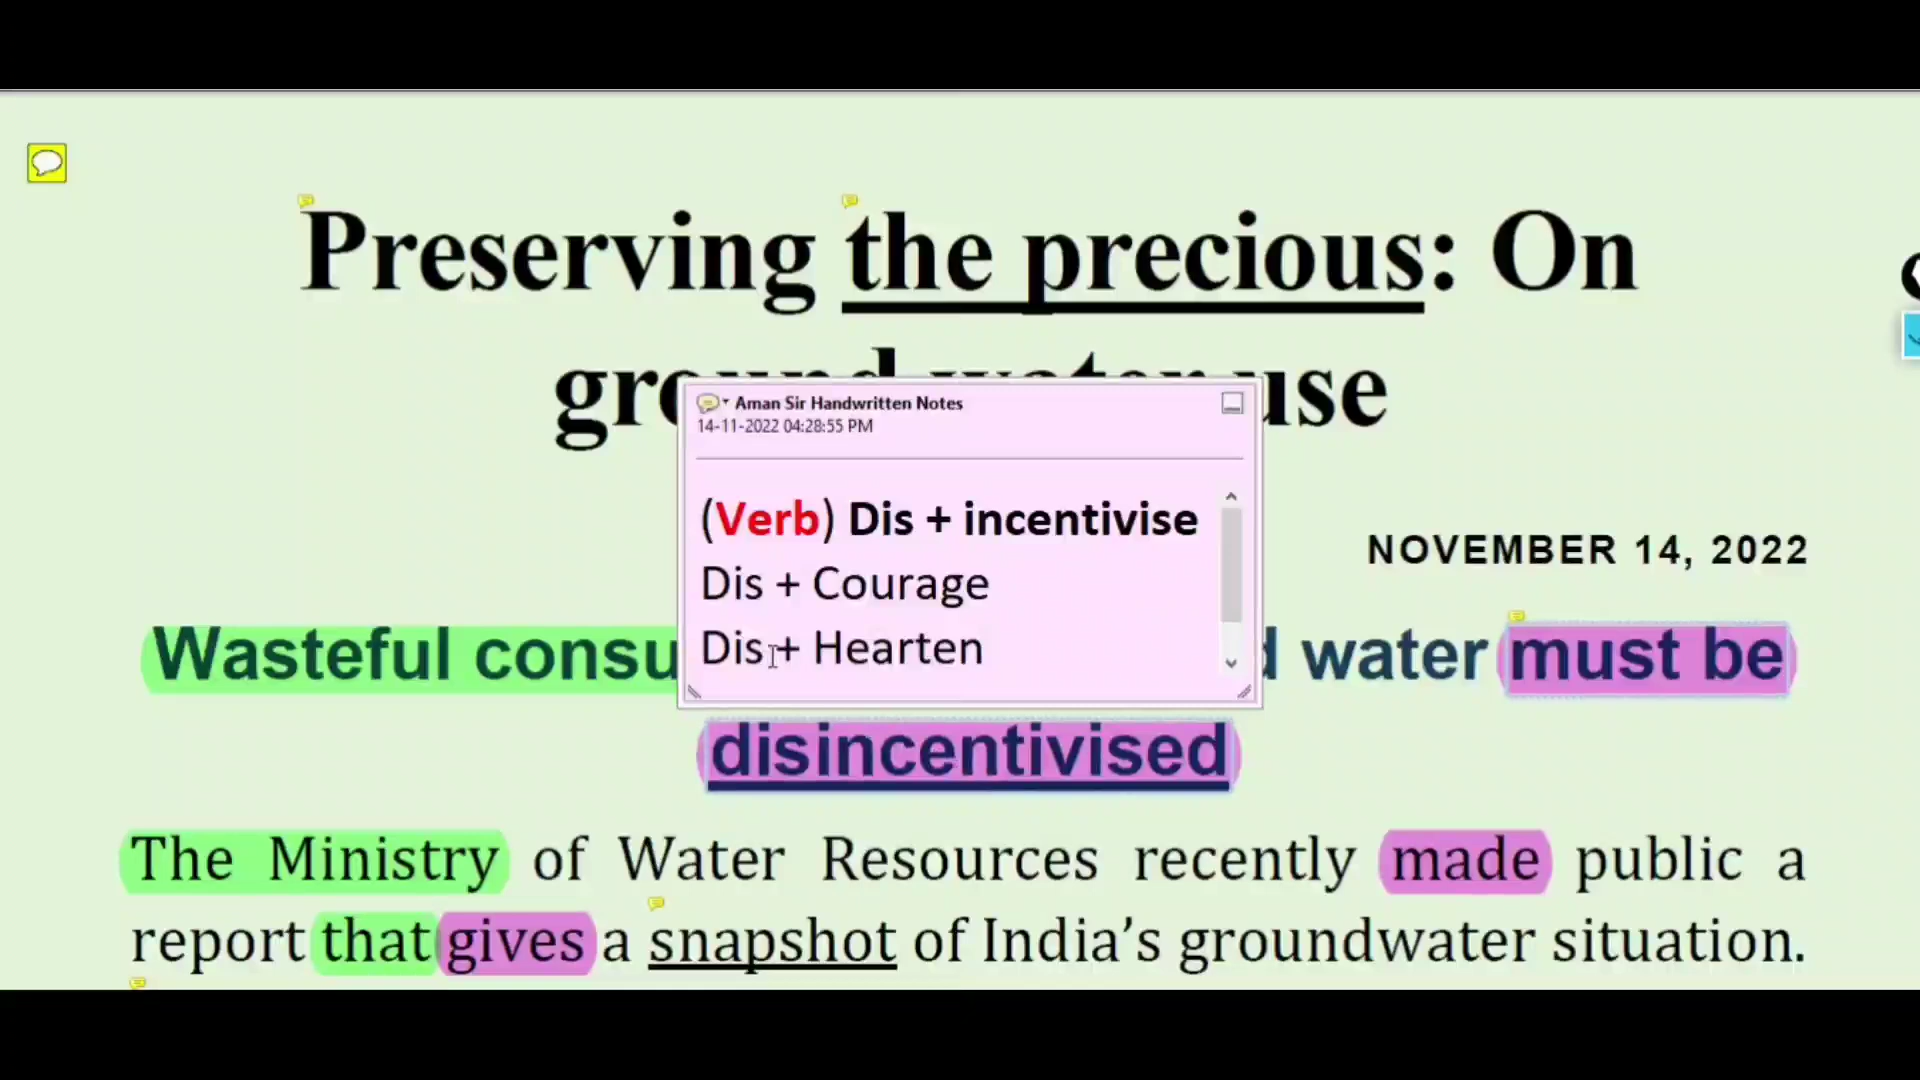 Preserving the precious: On
ground water use
Aman Sir Handwritten Notes
14-11-2022 04:28:55 PM
(Verb) Dis + incentivise
Dis + Courage
Dis + Hearten
NOVEMBER 14, 2022
Wasteful consu water must be
disincentivised
The Ministry of Water Resources recently made public a
report that gives a snapshot of India’s groundwater situation.